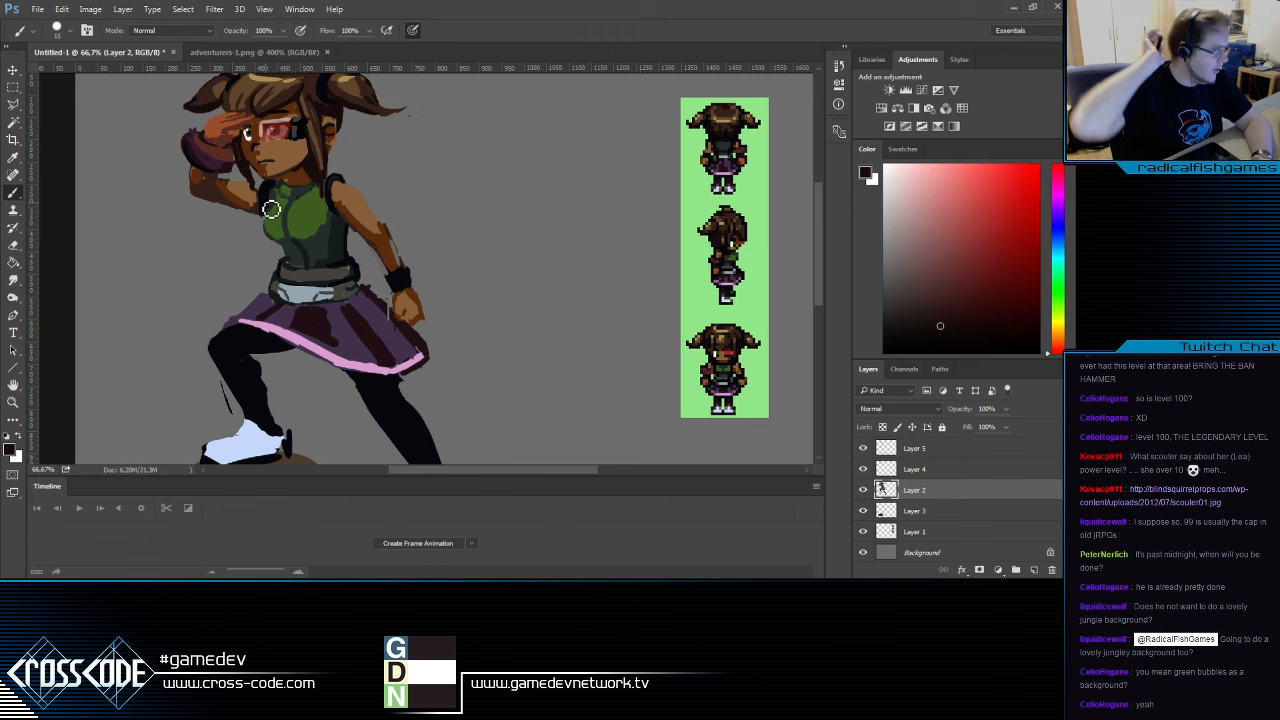 Ps File Edit Image Layer Type Select Filter 3D View Window Help
15 Mode: Normal Opacity: 100% Flow: 100% Essentials
Untitled-1 @ 66,7% (Layer 2, RGB/8) * × adventurers-1.png @ 400% (RGB/8#) ×
Libraries Adjustments Styles
Add an adjustment
Color Swatches
radicalfishgames
Twitch Chat
ever had this level at that area! BRING THE BAN
HAMMER
CelioHogane: so is level 100?
CelioHogane: XD
CelioHogane: level 100, THE LEGENDARY LEVEL
Kovacp911: What scouter say about her (Lea)
power level? .... she over 10 meh...
Kovacp911: http://blindsquirrelprops.com/wp-
content/uploads/2012/07/scouter01.jpg
liquidicewolf: I suppose so, 99 is usually the cap in
old jRPGs
PeterNerlich: It's past midnight, when will you be
done?
CelioHogane: he is already pretty done
liquidicewolf: Does he not want to do a lovely
jungle background?
liquidicewolf: @RadicalFishGames Going to do a
lovely jungley background too?
CelioHogane: you mean green bubbles as a
background?
CelioHogane: yeah
Layers Channels Paths
Kind
Normal Opacity: 100%
Lock: Fill: 100%
Layer 5
Layer 4
Layer 2
Layer 3
Layer 1
Background
66,67% Doc: 6,20M/21,3M
Timeline
Create Frame Animation
CROSSCODE
#gamedev
www.cross-code.com
G
D
N
www.gamedevnetwork.tv